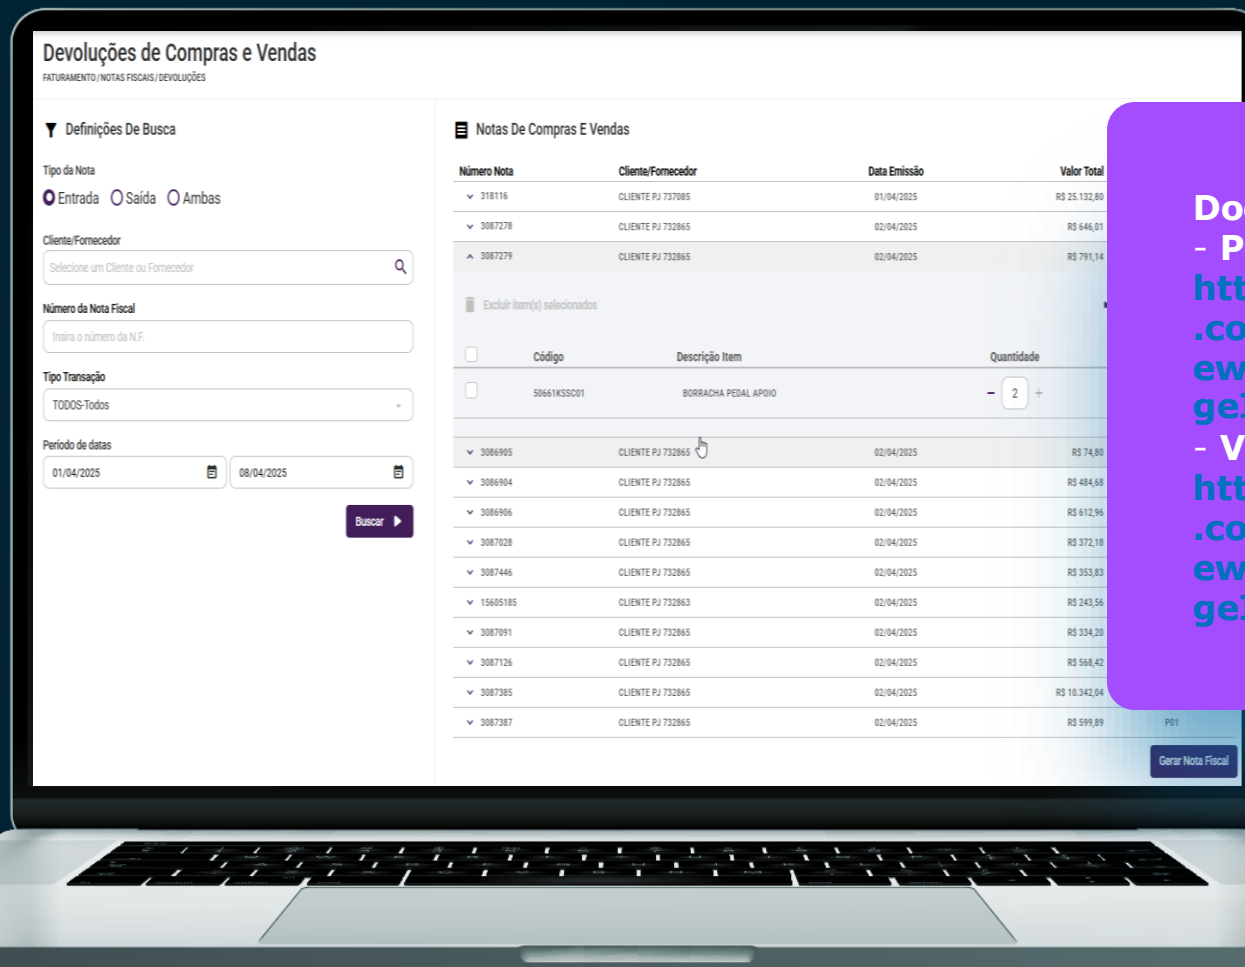 Devoluções de Compras e Vendas
FATURAMENTO / NOTAS FISCAIS / DEVOLUÇÕES
Definições De Busca
Tipo da Nota
Entrada Saída Ambas
Cliente/Fornecedor
Selecione um Cliente ou Fornecedor
Número da Nota Fiscal
Insira o número da N.F.
Tipo Transação
TODOS-Todos
Período de datas
01/04/2025 08/04/2025
Buscar
Notas De Compras E Vendas
Número Nota Cliente/Fornecedor Data Emissão Valor Total
318116 CLIENTE PJ 737085 01/04/2025 R$ 25.132,80
3087278 CLIENTE PJ 732865 02/04/2025 R$ 646,01
3087279 CLIENTE PJ 732865 02/04/2025 R$ 791,14
Excluir item(s) selecionados
Código Descrição Item Quantidade
50661KSSC01 BORRACHA PEDAL APOIO - 2 +
3086905 CLIENTE PJ 732865 02/04/2025 R$ 74,80
3086904 CLIENTE PJ 732865 02/04/2025 R$ 484,68
3086906 CLIENTE PJ 732865 02/04/2025 R$ 612,96
3087028 CLIENTE PJ 732865 02/04/2025 R$ 372,18
3087446 CLIENTE PJ 732865 02/04/2025 R$ 353,83
15605185 CLIENTE PJ 732863 02/04/2025 R$ 243,56
3087091 CLIENTE PJ 732865 02/04/2025 R$ 334,20
3087126 CLIENTE PJ 732865 02/04/2025 R$ 568,42
3087385 CLIENTE PJ 732865 02/04/2025 R$ 10.342,04
3087387 CLIENTE PJ 732865 02/04/2025 R$ 599,89 P01
Gerar Nota Fiscal
- P
htt
.co
ew
- V
htt
.co
ew